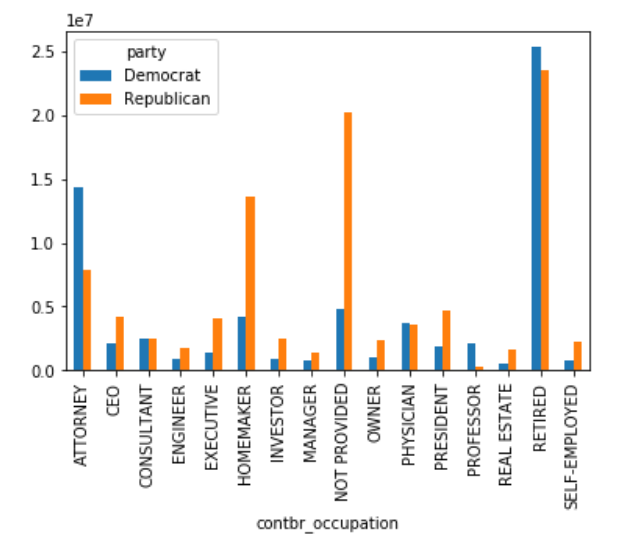 1e7
party
Democrat
Republican
2.5
2.0
1.5
1.0
0.5
0.0
ATTORNEY
CEO
CONSULTANT
ENGINEER
EXECUTIVE
HOMEMAKER
INVESTOR
MANAGER
NOT PROVIDED
OWNER
PHYSICIAN
PRESIDENT
PROFESSOR
REAL ESTATE
RETIRED
SELF-EMPLOYED
contbr_occupation